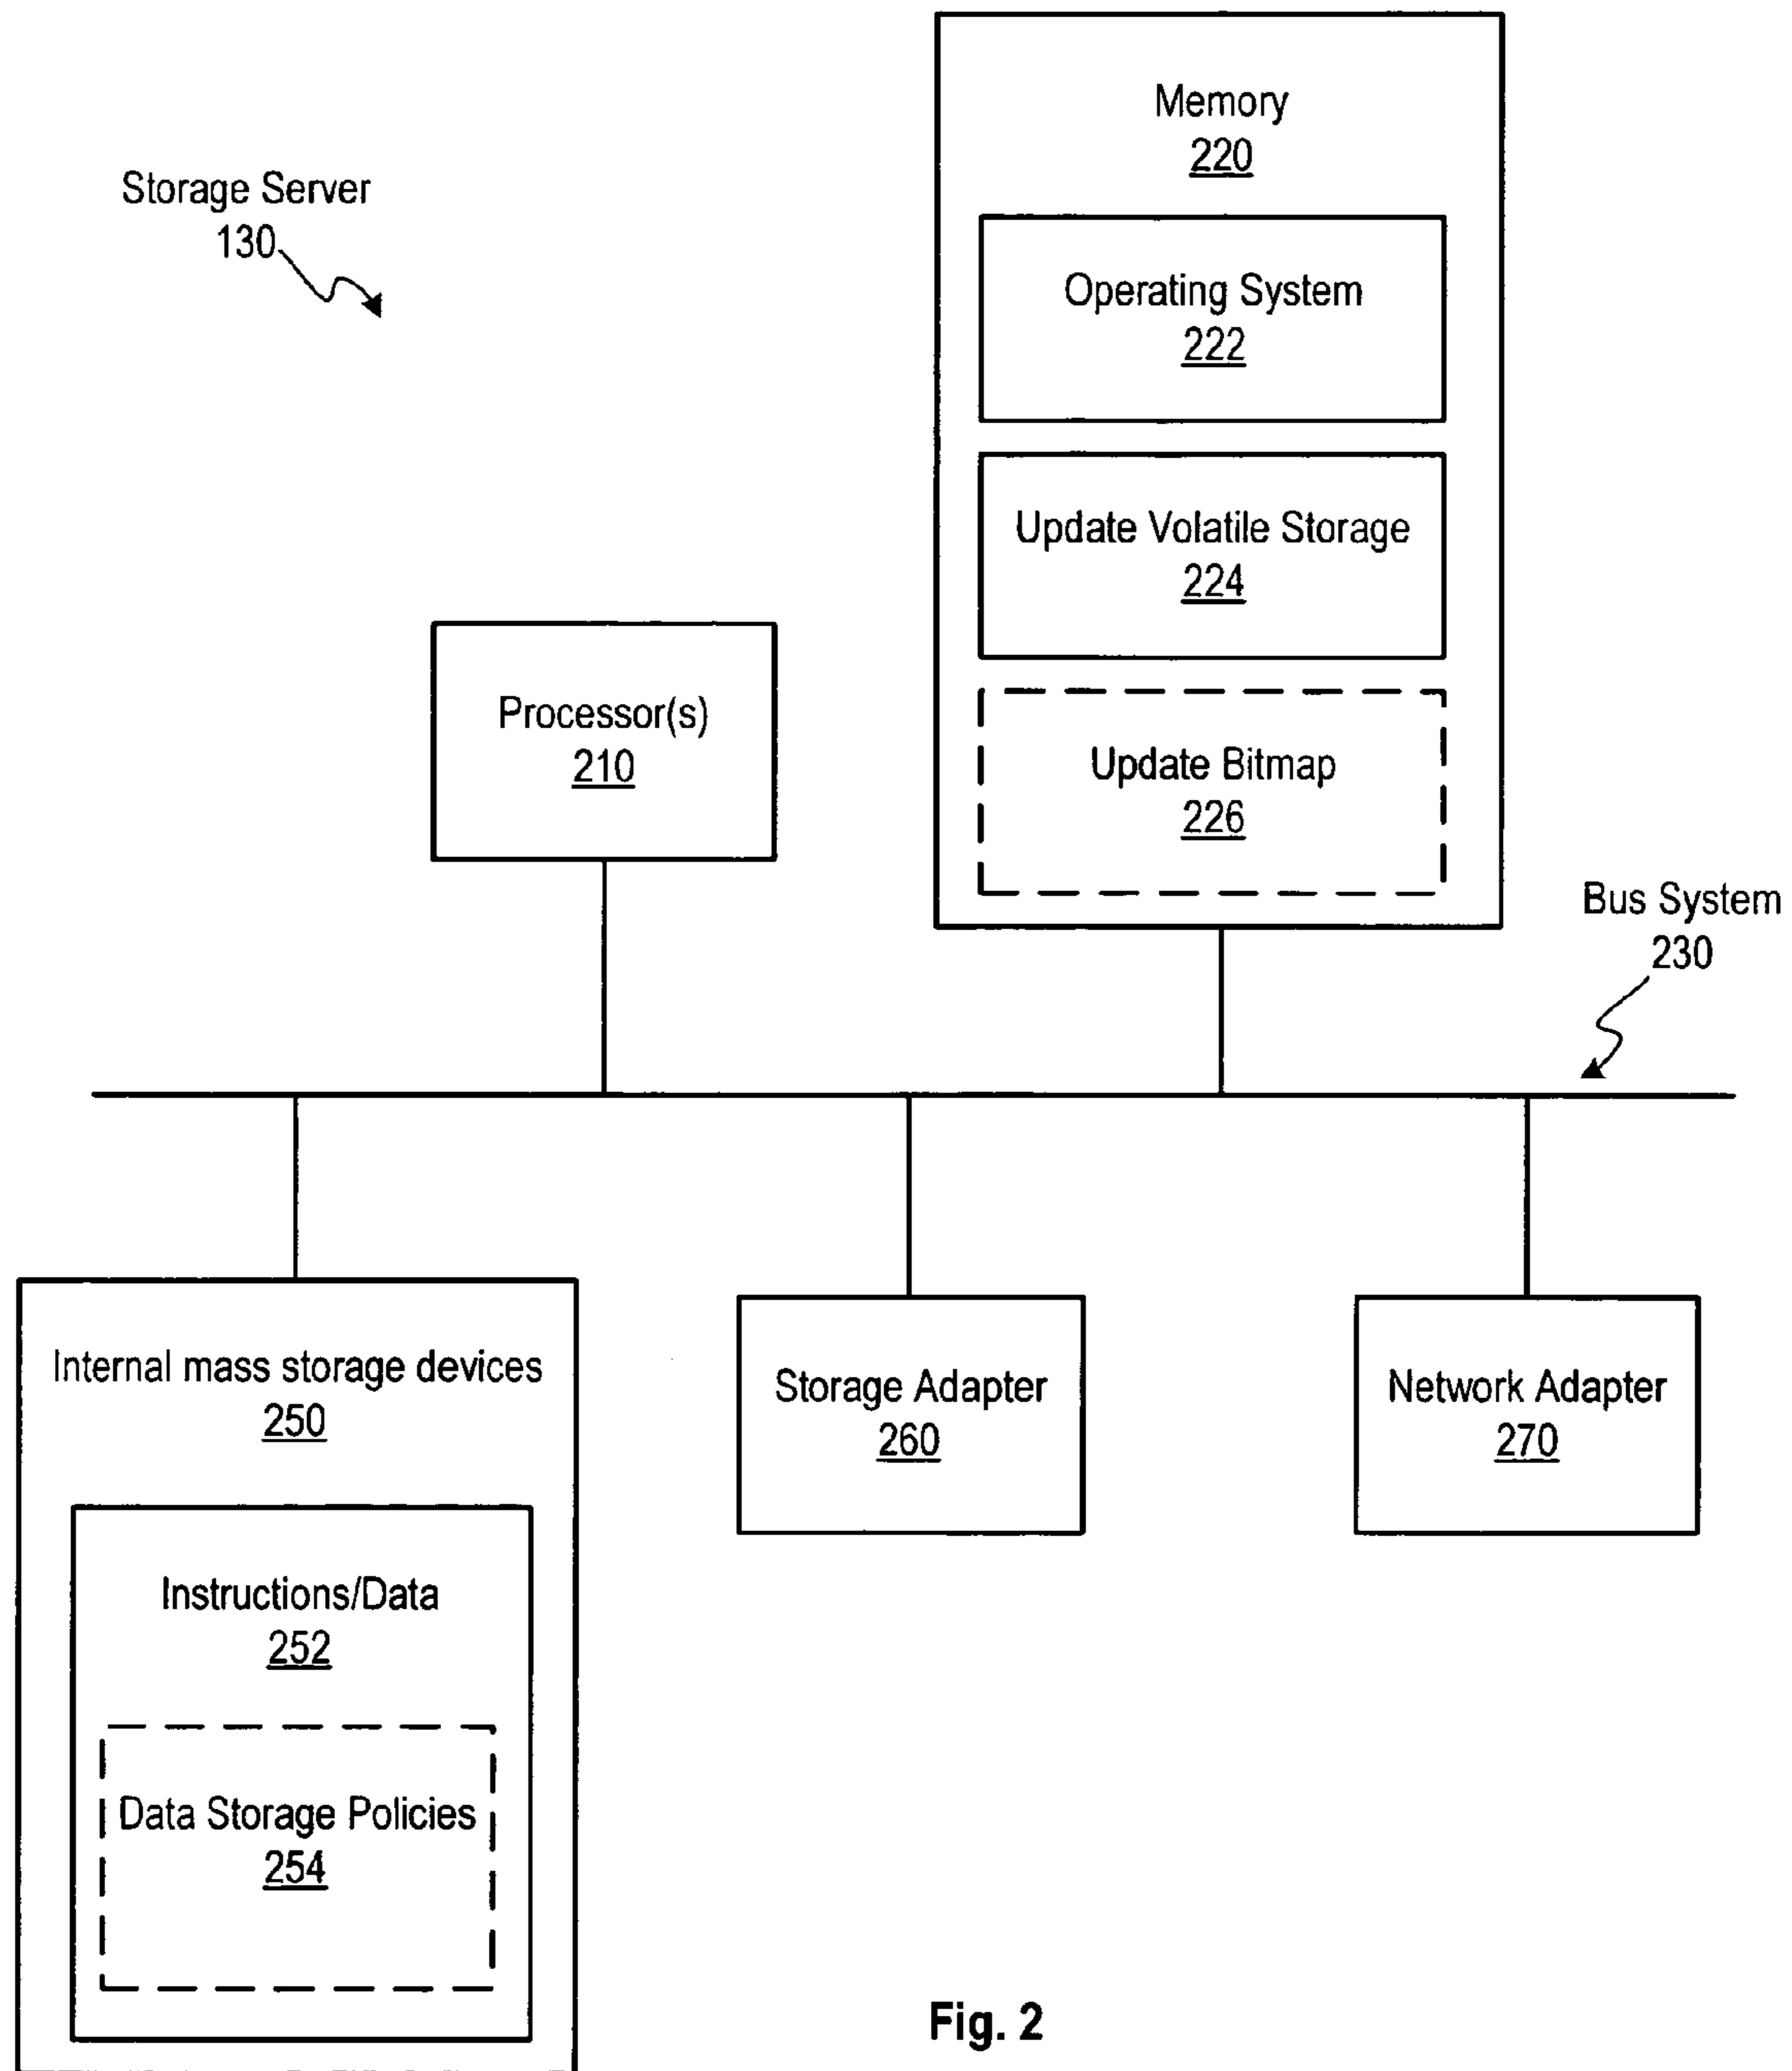 Storage Server
130
Memory
220
Operating System
222
Update Volatile Storage
224
Update Bitmap
226
Processor(s)
210
Bus System
230
Internal mass storage devices
250
Instructions/Data
252
Data Storage Policies
254
Storage Adapter
260
Network Adapter
270
Fig. 2